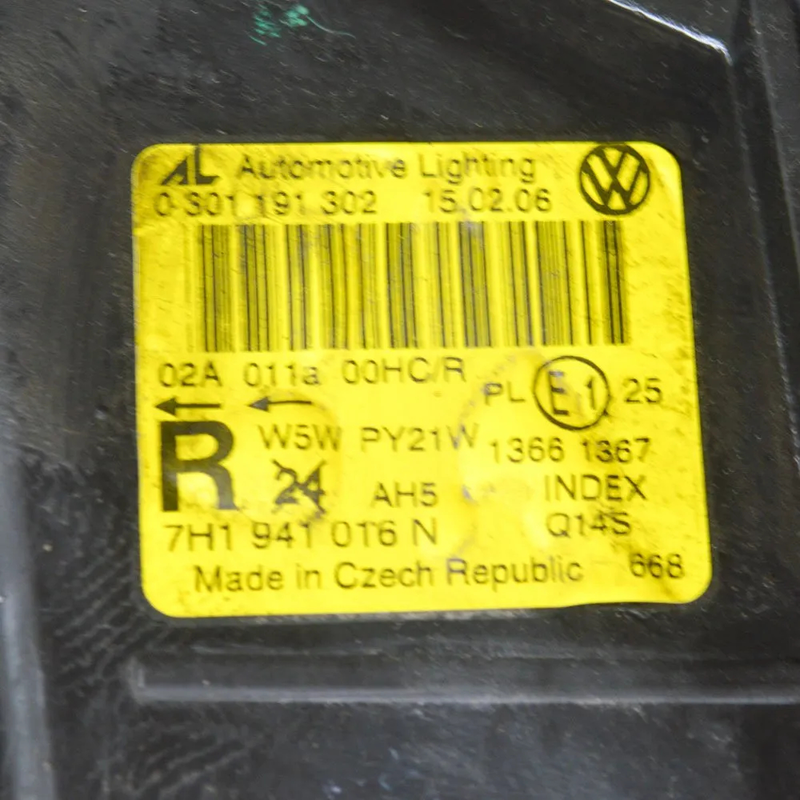 AL Automotive Lighting
0 301 191 302 15.02.06
02A 011a 00HC/R
PL E1 25
R W5W PY21W 1366 1367
24 AH5 INDEX
7H1 941 016 N Q14S
Made in Czech Republic 668